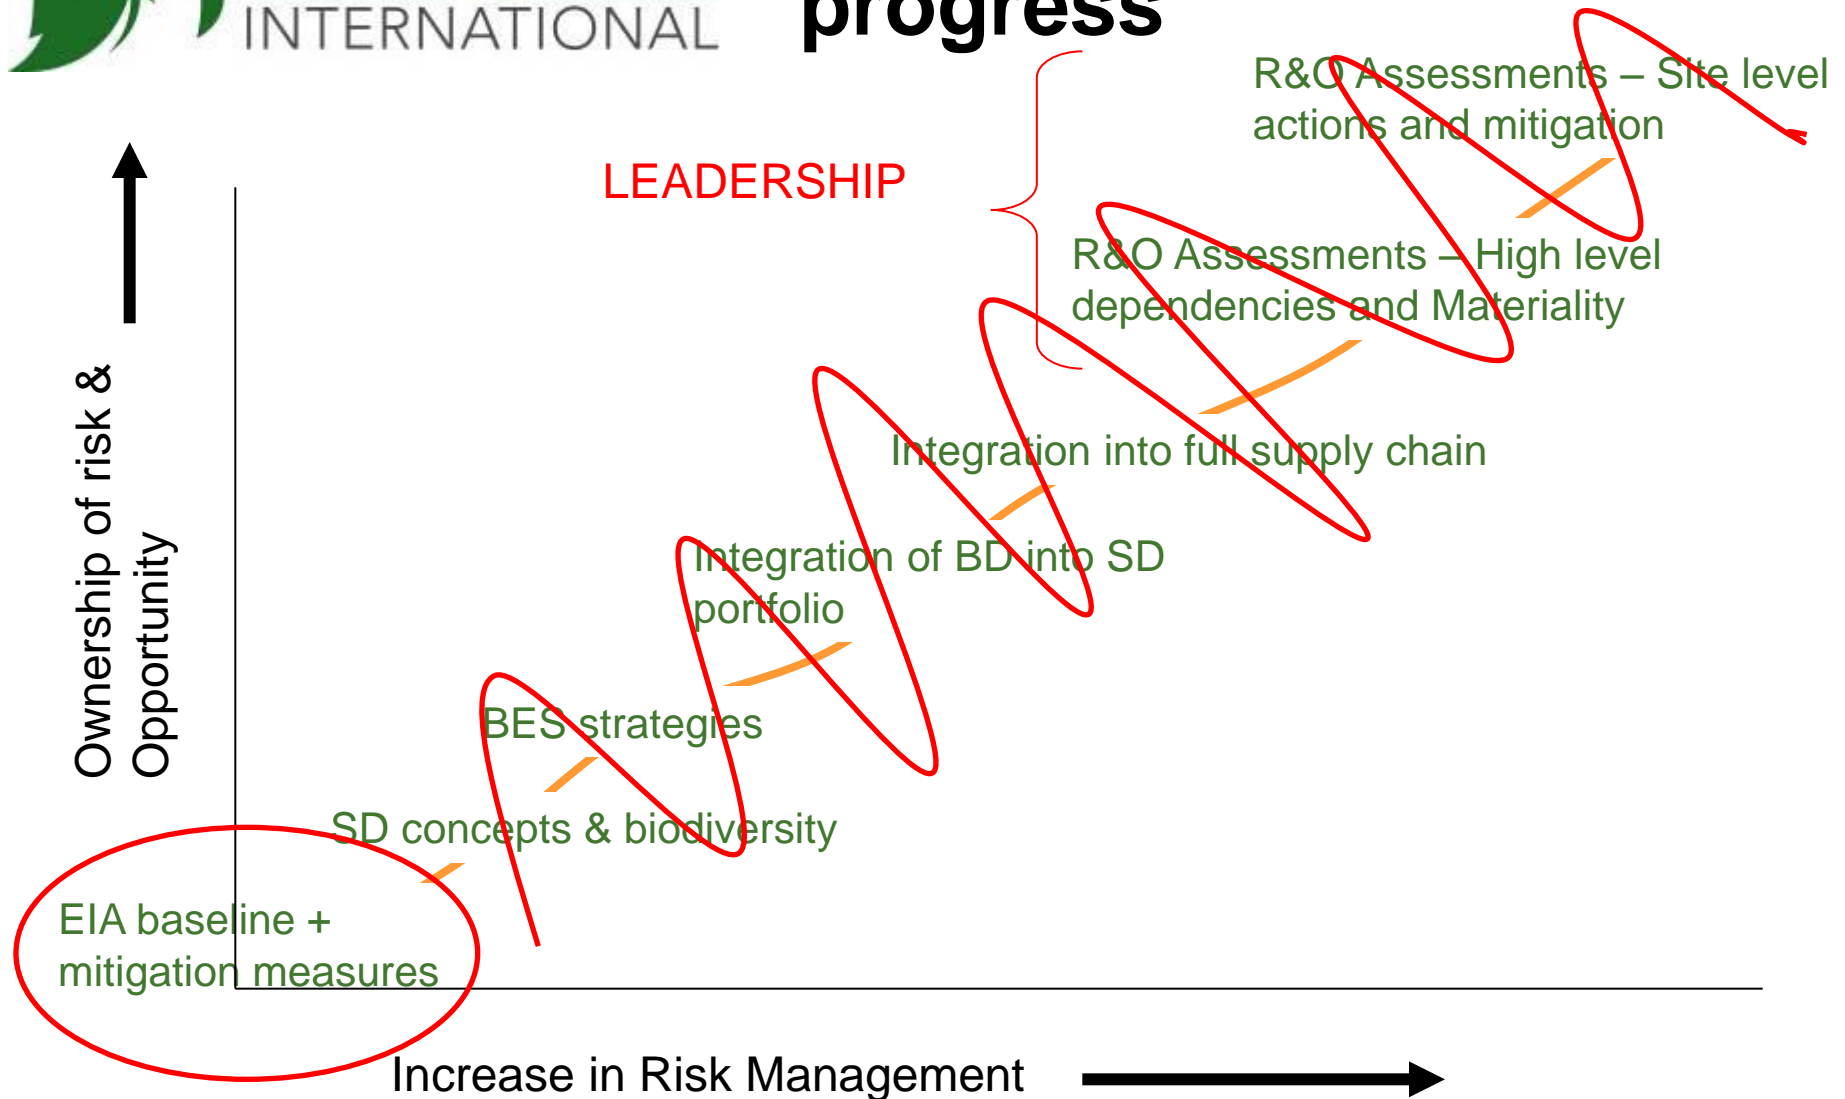 INTERNATIONAL
progress
R&O Assessments – Site level
actions and mitigation
LEADERSHIP
R&O Assessments – High level
dependencies and Materiality
Ownership of risk &
Opportunity
Integration into full supply chain
Integration of BD into SD
portfolio
BES strategies
SD concepts & biodiversity
EIA baseline +
mitigation measures
Increase in Risk Management